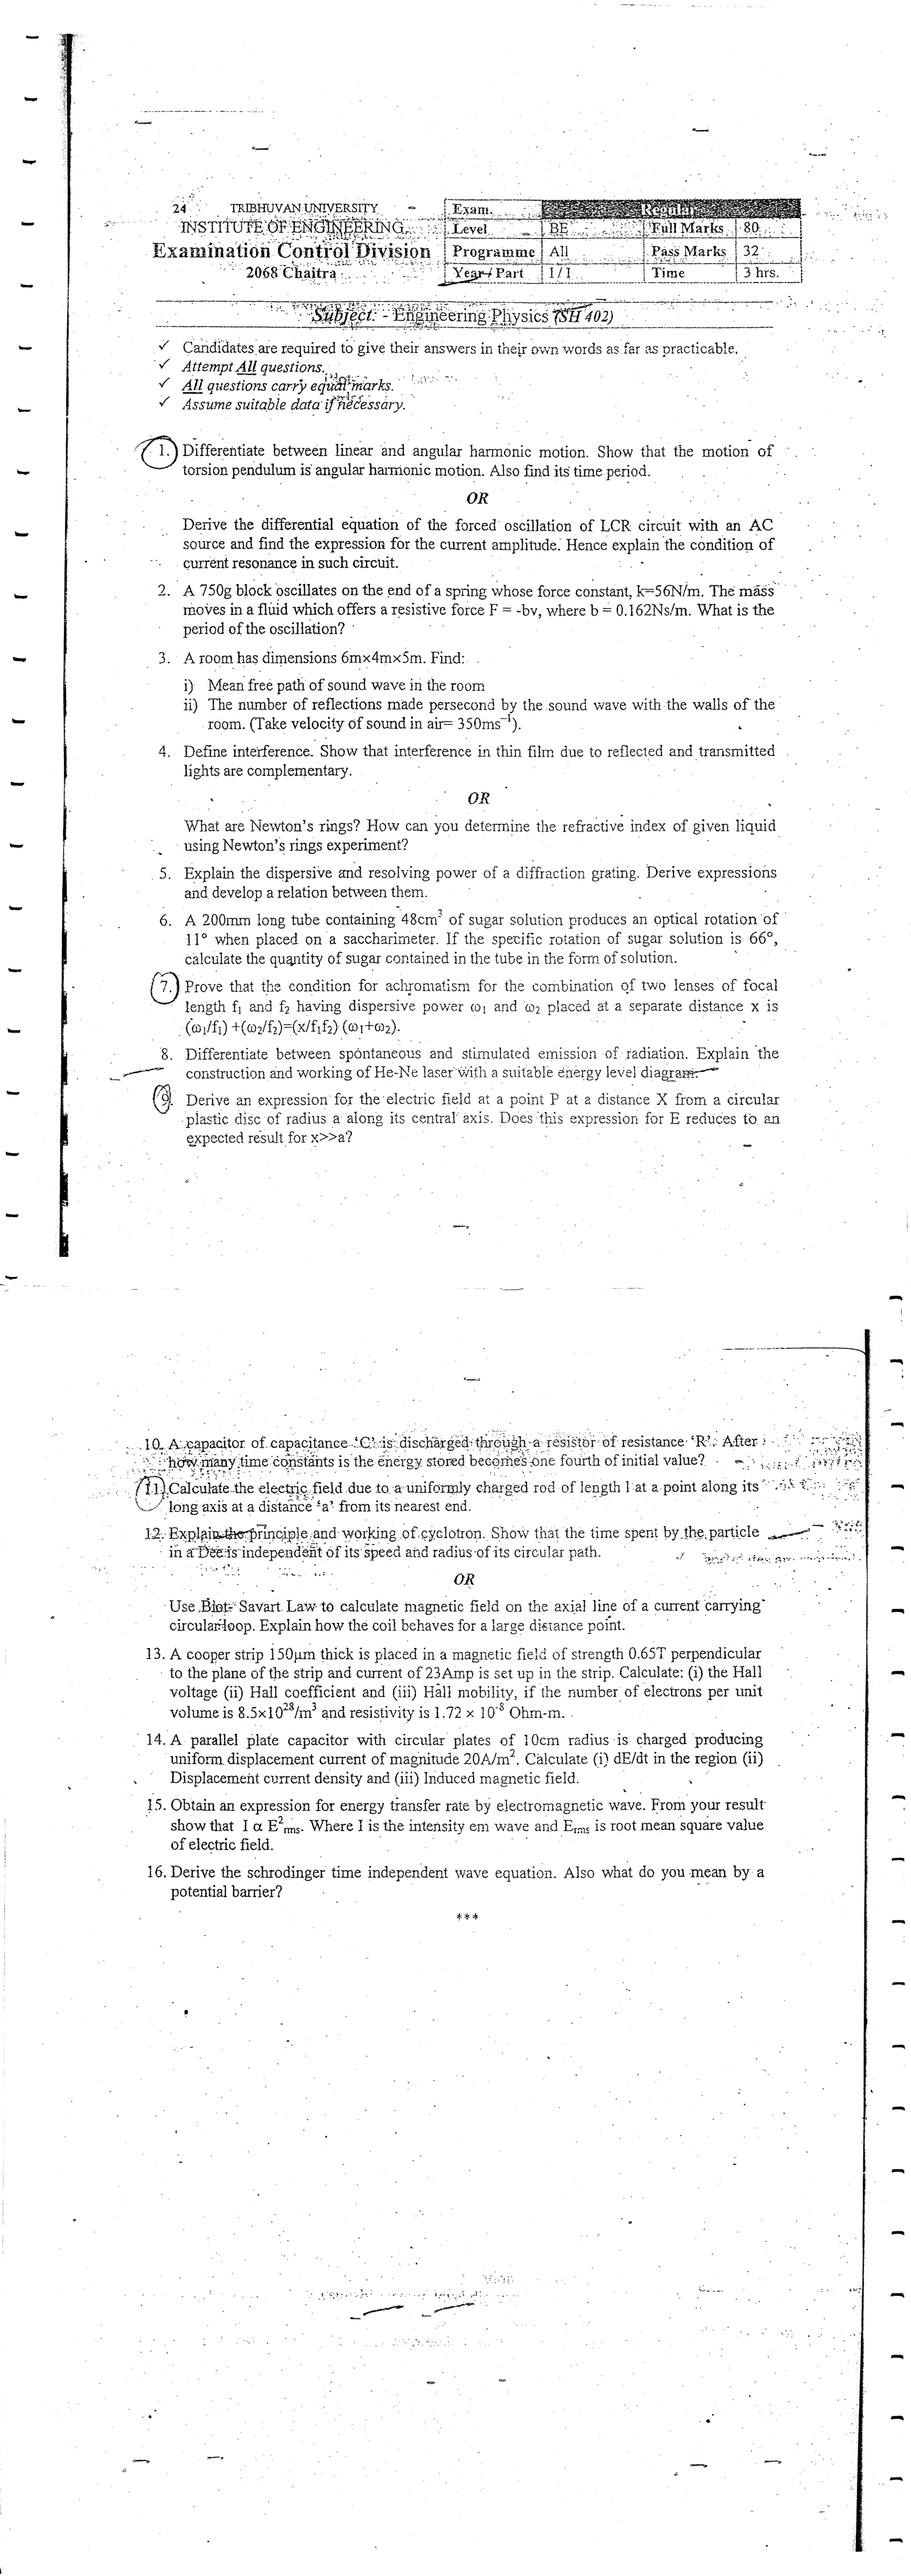 24 TRIBHUVAN UNIVERSITY
INSTITUTE OF ENGINEERING
Examination Control Division
2068 Chaitra
Exam. Regular
Level BE Full Marks 80
Programme All Pass Marks 32
Year / Part I / I Time 3 hrs.
Subject: - Engineering Physics (SH 402)
✓ Candidates are required to give their answers in their own words as far as practicable.
✓ Attempt All questions.
✓ All questions carry equal marks.
✓ Assume suitable data if necessary.
1. Differentiate between linear and angular harmonic motion. Show that the motion of
torsion pendulum is angular harmonic motion. Also find its time period.
OR
Derive the differential equation of the forced oscillation of LCR circuit with an AC
source and find the expression for the current amplitude. Hence explain the condition of
current resonance in such circuit.
2. A 750g block oscillates on the end of a spring whose force constant, k=56N/m. The mass
moves in a fluid which offers a resistive force F = -bv, where b = 0.162Ns/m. What is the
period of the oscillation?
3. A room has dimensions 6m×4m×5m. Find:
i) Mean free path of sound wave in the room
ii) The number of reflections made persecond by the sound wave with the walls of the
room. (Take velocity of sound in air= 350ms⁻¹).
4. Define interference. Show that interference in thin film due to reflected and transmitted
lights are complementary.
OR
What are Newton's rings? How can you determine the refractive index of given liquid
using Newton's rings experiment?
5. Explain the dispersive and resolving power of a diffraction grating. Derive expressions
and develop a relation between them.
6. A 200mm long tube containing 48cm³ of sugar solution produces an optical rotation of
11° when placed on a saccharimeter. If the specific rotation of sugar solution is 66°,
calculate the quantity of sugar contained in the tube in the form of solution.
7. Prove that the condition for achromatism for the combination of two lenses of focal
length f₁ and f₂ having dispersive power ω₁ and ω₂ placed at a separate distance x is
(ω₁/f₁) +(ω₂/f₂)=(x/f₁f₂) (ω₁+ω₂).
8. Differentiate between spontaneous and stimulated emission of radiation. Explain the
construction and working of He-Ne laser with a suitable energy level diagram.
9. Derive an expression for the electric field at a point P at a distance X from a circular
plastic disc of radius a along its central axis. Does this expression for E reduces to an
expected result for x>>a?
10. A capacitor of capacitance 'C' is discharged through a resistor of resistance 'R'. After
how many time constants is the energy stored becomes one fourth of initial value?
11. Calculate the electric field due to a uniformly charged rod of length l at a point along its
long axis at a distance 'a' from its nearest end.
12. Explain the principle and working of cyclotron. Show that the time spent by the particle
in a Dee is independent of its speed and radius of its circular path.
OR
Use Biot- Savart Law to calculate magnetic field on the axial line of a current carrying
circular loop. Explain how the coil behaves for a large distance point.
13. A cooper strip 150μm thick is placed in a magnetic field of strength 0.65T perpendicular
to the plane of the strip and current of 23Amp is set up in the strip. Calculate: (i) the Hall
voltage (ii) Hall coefficient and (iii) Hall mobility, if the number of electrons per unit
volume is 8.5×10²⁸/m³ and resistivity is 1.72 × 10⁻⁸ Ohm-m.
14. A parallel plate capacitor with circular plates of 10cm radius is charged producing
uniform displacement current of magnitude 20A/m². Calculate (i) dE/dt in the region (ii)
Displacement current density and (iii) Induced magnetic field.
15. Obtain an expression for energy transfer rate by electromagnetic wave. From your result
show that I α E²rms. Where I is the intensity em wave and Erms is root mean square value
of electric field.
16. Derive the schrodinger time independent wave equation. Also what do you mean by a
potential barrier?
***